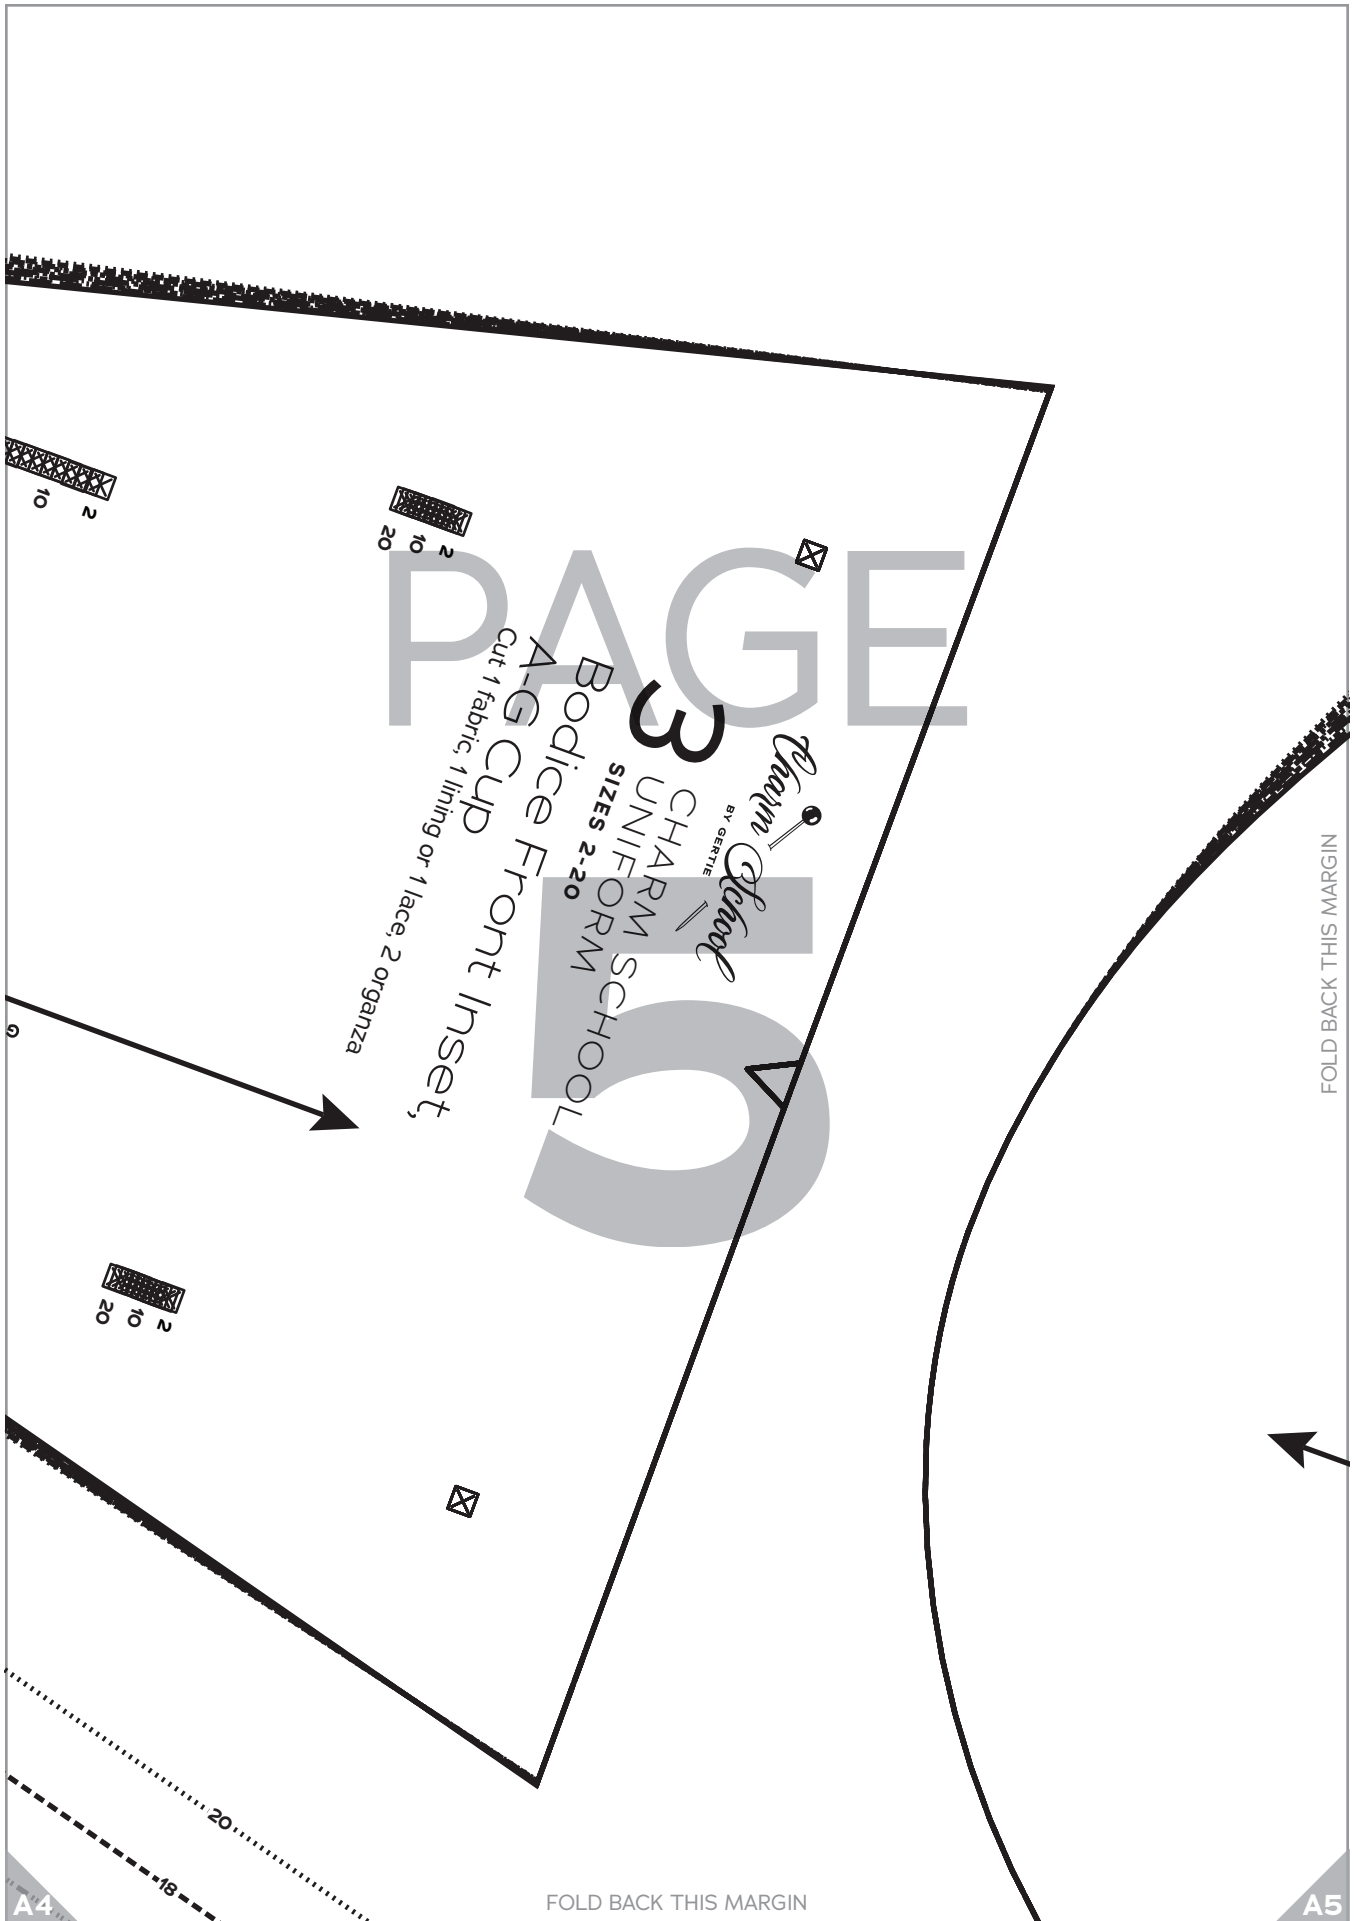 10
2
20
10
2
PAGE
5
Charm School
BY GERTIE
CHARM SCHOOL
UNIFORM
SIZES 2-20
3
Bodice Front Inset,
A-G Cup
Cut 1 fabric, 1 lining or 1 lace, 2 organza
G
20
10
2
20
18
A4
FOLD BACK THIS MARGIN
A5
FOLD BACK THIS MARGIN